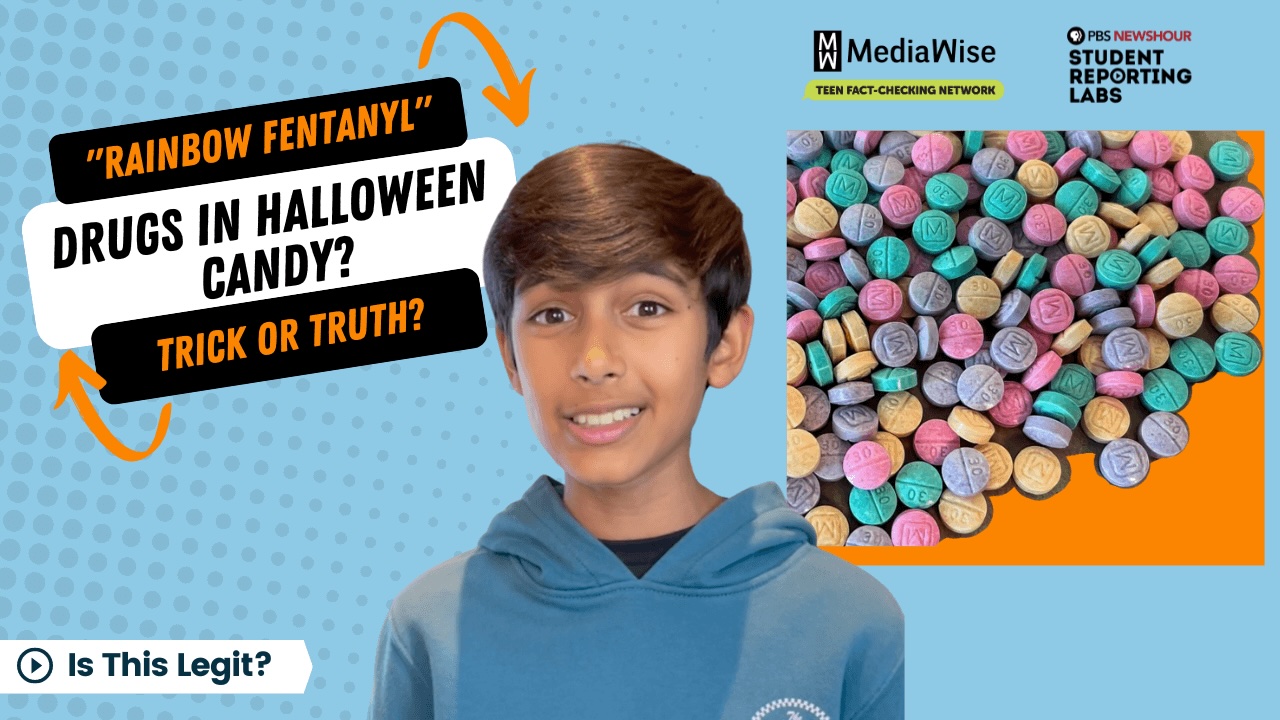 "RAINBOW FENTANYL"
DRUGS IN HALLOWEEN
CANDY?
TRICK OR TRUTH?
MW MediaWise
TEEN FACT-CHECKING NETWORK
PBS NEWSHOUR
STUDENT
REPORTING
LABS
M
30
Is This Legit?